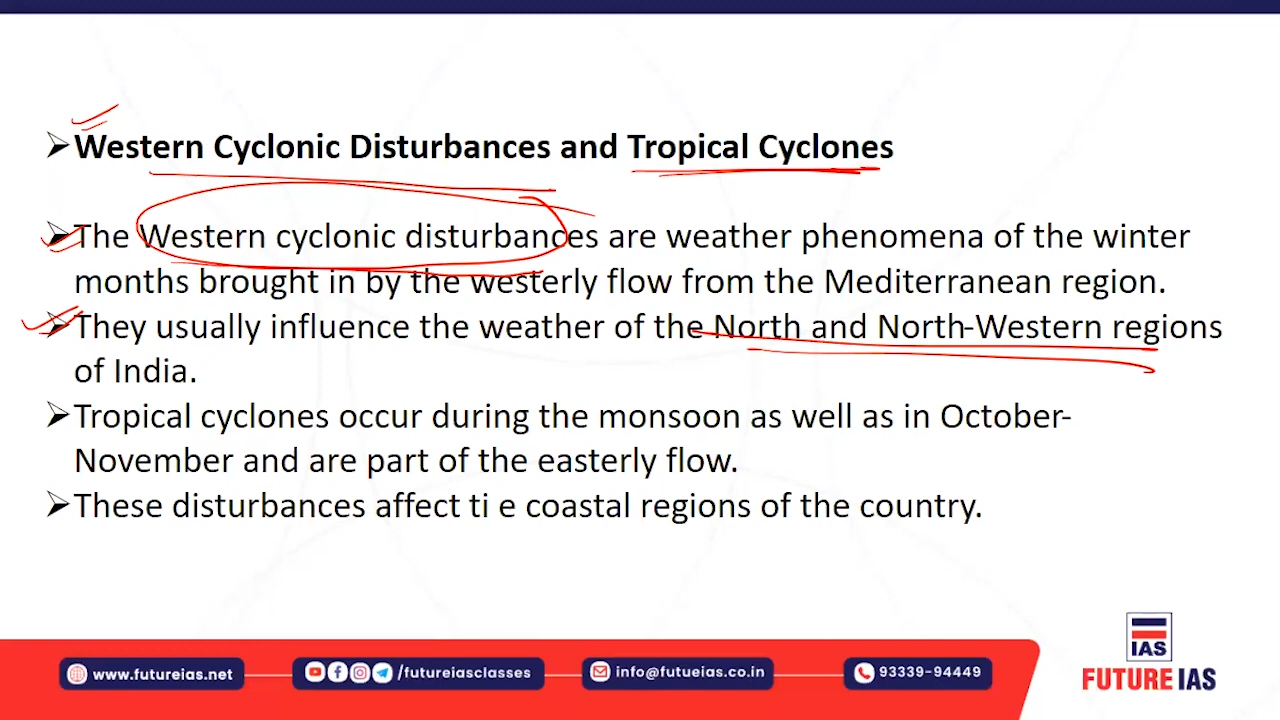 Western Cyclonic Disturbances and Tropical Cyclones
The Western cyclonic disturbances are weather phenomena of the winter
months brought in by the westerly flow from the Mediterranean region.
They usually influence the weather of the North and North-Western regions
of India.
Tropical cyclones occur during the monsoon as well as in October-
November and are part of the easterly flow.
These disturbances affect ti e coastal regions of the country.
IAS
FUTURE IAS
www.futureias.net
/futureiasclasses
info@futueias.co.in
93339-94449